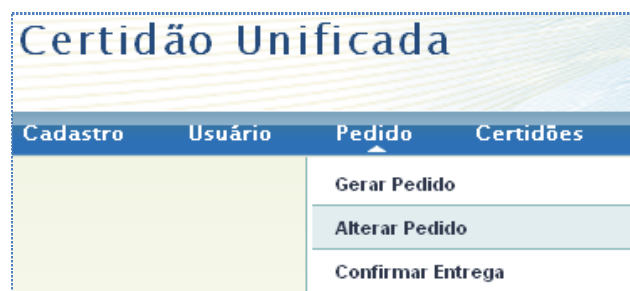 Certidão Unificada
Cadastro Usuário Pedido Certidões
Gerar Pedido
Alterar Pedido
Confirmar Entrega